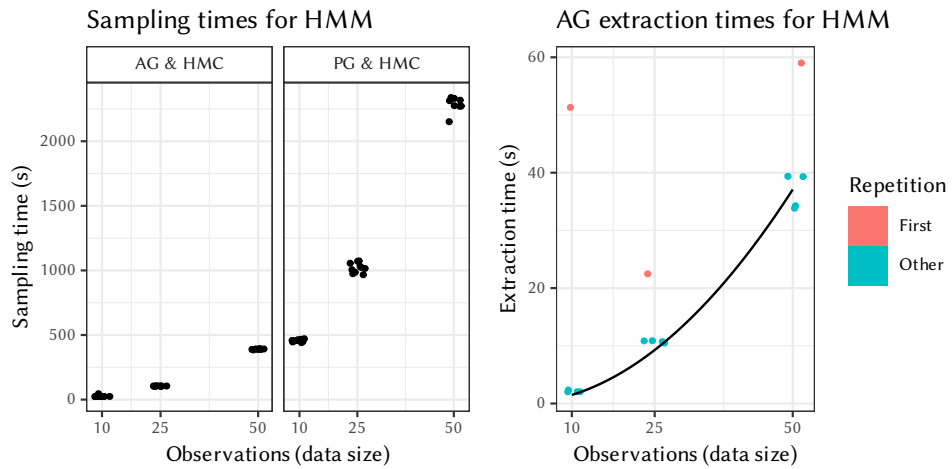 Sampling times for HMM
AG & HMC
PG & HMC
2000
1500
1000
500
0
10
25
50
10
25
50
Sampling time (s)
Observations (data size)
AG extraction times for HMM
60
40
20
0
10
25
50
Extraction time (s)
Observations (data size)
Repetition
First
Other